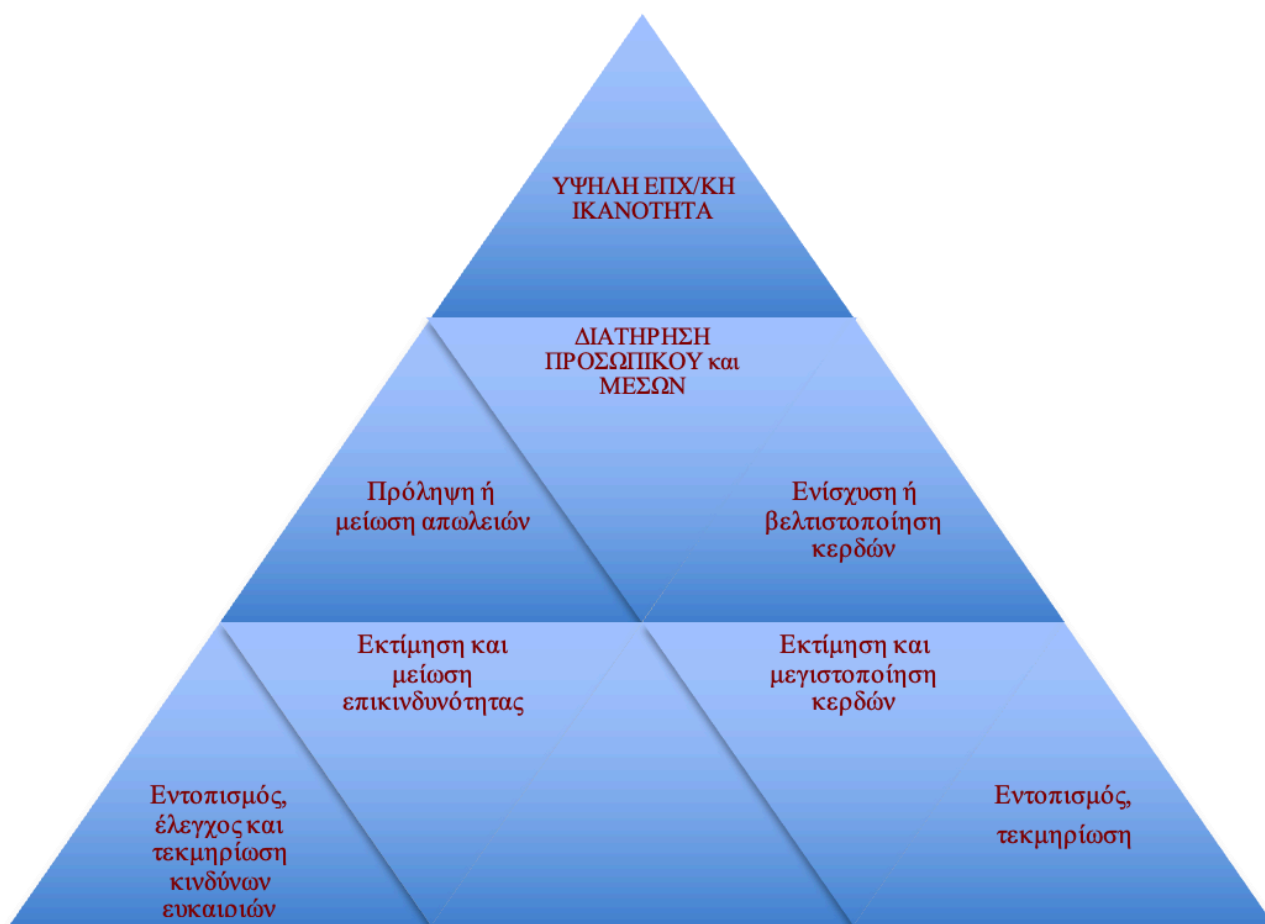 ΥΨΗΛΗ ΕΠΧ/ΚΗ
ΙΚΑΝΟΤΗΤΑ
ΔΙΑΤΗΡΗΣΗ
ΠΡΟΣΩΠΙΚΟΥ και
ΜΕΣΩΝ
Πρόληψη ή
μείωση απωλειών
Ενίσχυση ή
βελτιστοποίηση
κερδών
Εκτίμηση και
μείωση
επικινδυνότητας
Εκτίμηση και
μεγιστοποίηση
κερδών
Εντοπισμός,
έλεγχος και
τεκμηρίωση
κινδύνων
ευκαιριών
Εντοπισμός,
τεκμηρίωση